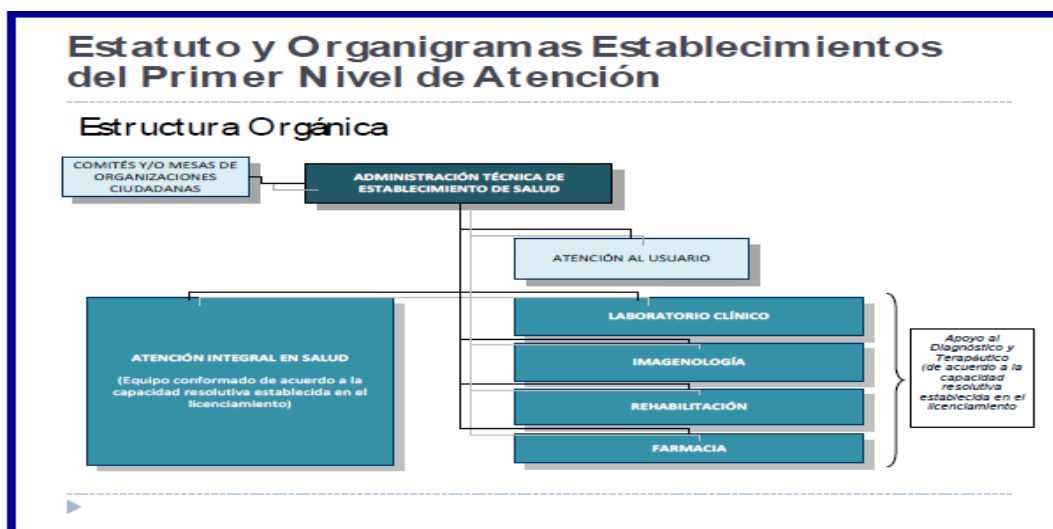 Estatuto y Organigramas Establecimientos
del Primer Nivel de Atención
Estructura Orgánica
COMITÉS Y/O MESAS DE
ORGANIZACIONES
CIUDADANAS
ADMINISTRACIÓN TÉCNICA DE
ESTABLECIMIENTO DE SALUD
ATENCIÓN AL USUARIO
ATENCIÓN INTEGRAL EN SALUD
(Equipo conformado de acuerdo a la
capacidad resolutiva establecida en el
licenciamiento)
LABORATORIO CLÍNICO
IMAGENOLOGÍA
REHABILITACIÓN
FARMACIA
Apoyo al
Diagnóstico y
Terapáutico
(de acuerdo a la
capacidad
resolutiva
establecida en el
licenciamiento